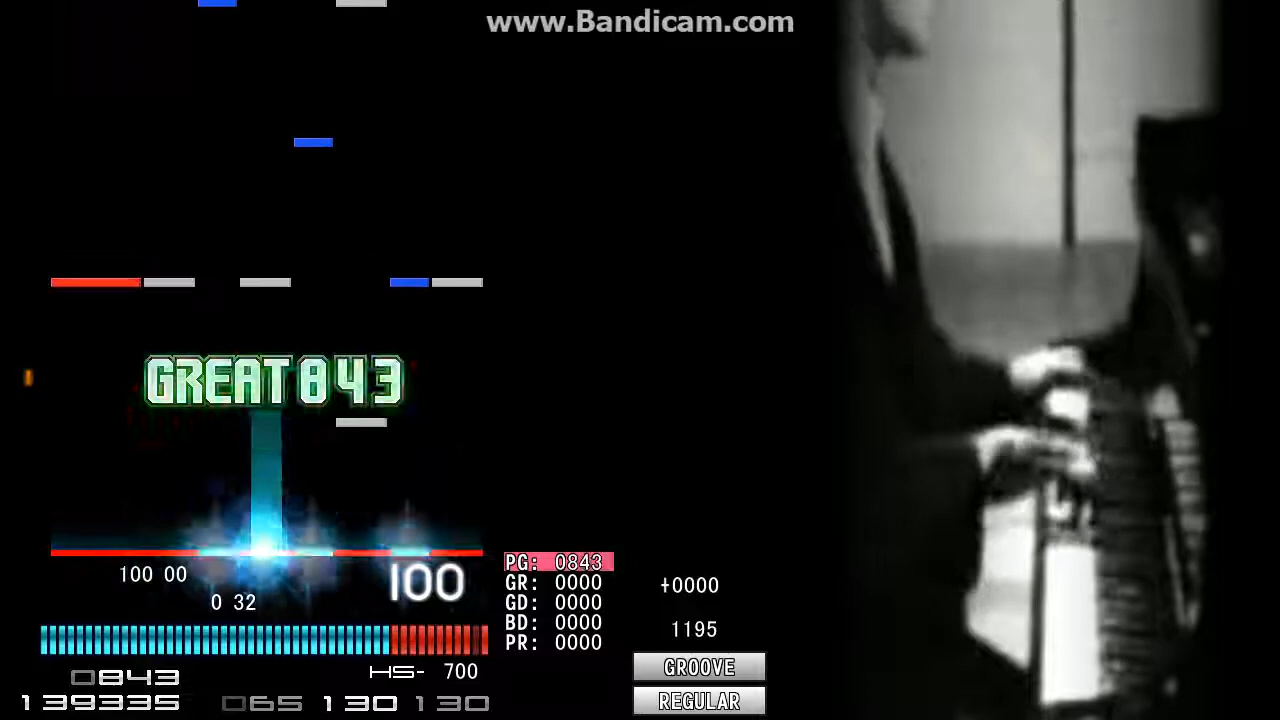 www.Bandicam.com
GREAT 843
PG: 0843
100 00
GR: 0000
100
+0000
GD: 0000
0 32
BD: 0000
1195
PR: 0000
GROOVE
HS- 700
0843
REGULAR
139335 065 130 130